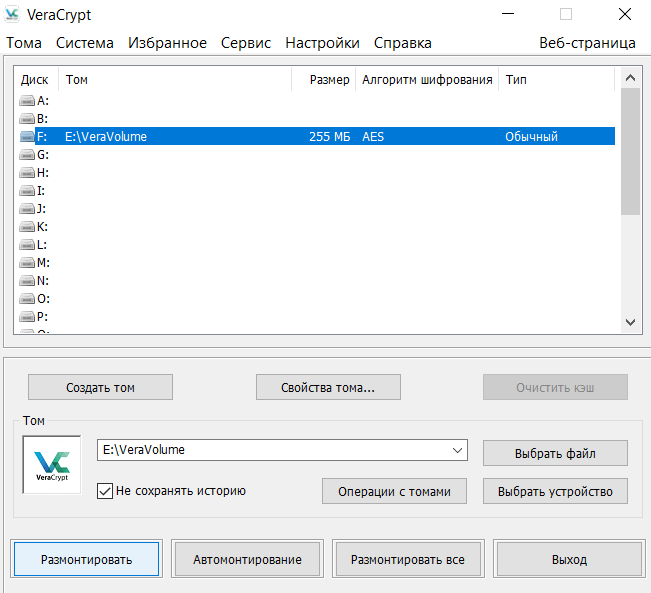 VeraCrypt
Тома Система Избранное Сервис Настройки Справка Веб-страница
Диск Том Размер Алгоритм шифрования Тип
A:
B:
F: E:\VeraVolume 255 МБ AES Обычный
G:
H:
I:
J:
K:
L:
M:
N:
O:
P:
Создать том Свойства тома... Очистить кэш
Том
VeraCrypt
E:\VeraVolume Выбрать файл
Не сохранять историю Операции с томами Выбрать устройство
Размонтировать Автомонтирование Размонтировать все Выход